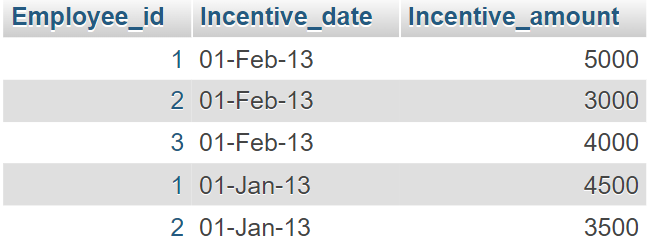 Employee_id Incentive_date Incentive_amount
1 01-Feb-13 5000
2 01-Feb-13 3000
3 01-Feb-13 4000
1 01-Jan-13 4500
2 01-Jan-13 3500